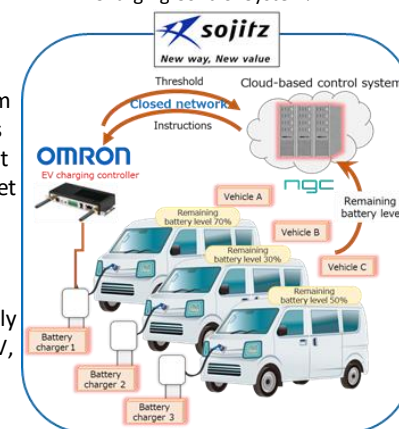 sojitz
New way, New value
Threshold
Closed network
Instructions
Cloud-based control system
OMRON
EV charging controller
ngc
Remaining
battery level
Vehicle A
Vehicle B
Vehicle C
Remaining
battery level 70%
Remaining
battery level 30%
Remaining
battery level 50%
Battery
charger 1
Battery
charger 2
Battery
charger 3